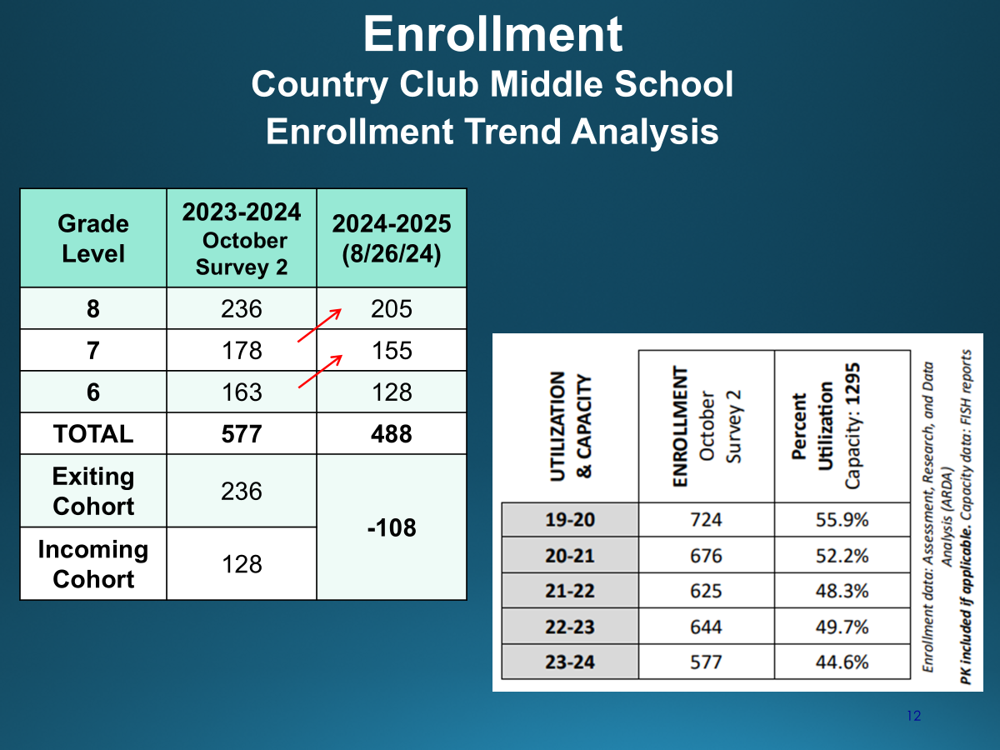 Enrollment
Country Club Middle School
Enrollment Trend Analysis
Grade Level 2023-2024 October Survey 2 2024-2025 (8/26/24)
8 236 205
7 178 155
6 163 128
TOTAL 577 488
Exiting Cohort 236 -108
Incoming Cohort 128
UTILIZATION & CAPACITY ENROLLMENT October Survey 2 Percent Utilization Capacity: 1295
19-20 724 55.9%
20-21 676 52.2%
21-22 625 48.3%
22-23 644 49.7%
23-24 577 44.6%
Enrollment data: Assessment, Research, and Data
Analysis (ARDA)
PK included if applicable. Capacity data: FISH reports
12